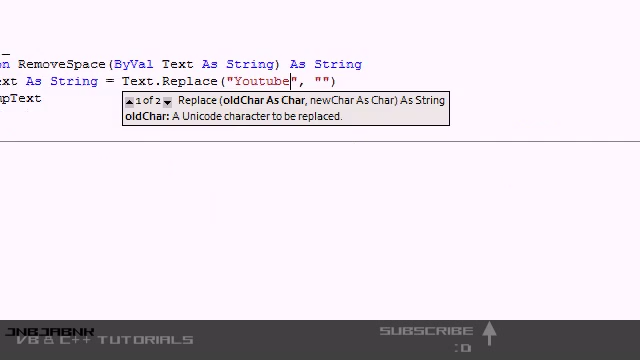 on RemoveSpace(ByVal Text As String) As String
ext As String = Text.Replace("Youtube", "")
mpText
1 of 2 Replace (oldChar As Char, newChar As Char) As String
oldChar: A Unicode character to be replaced.
JNBJABNK
VB & C++ TUTORIALS
SUBSCRIBE
:D